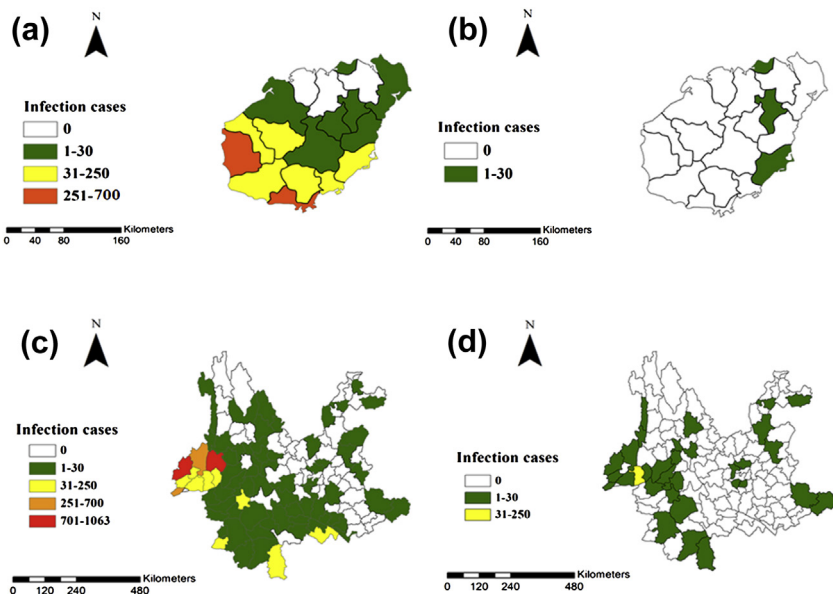 (a)
N
Infection cases
0
1-30
31-250
251-700
Kilometers
0 40 80 160
(b)
N
Infection cases
0
1-30
Kilometers
0 40 80 160
(c)
N
Infection cases
0
1-30
31-250
251-700
701-1063
Kilometers
0 120 240 480
(d)
N
Infection cases
0
1-30
31-250
Kilometers
0 120 240 480